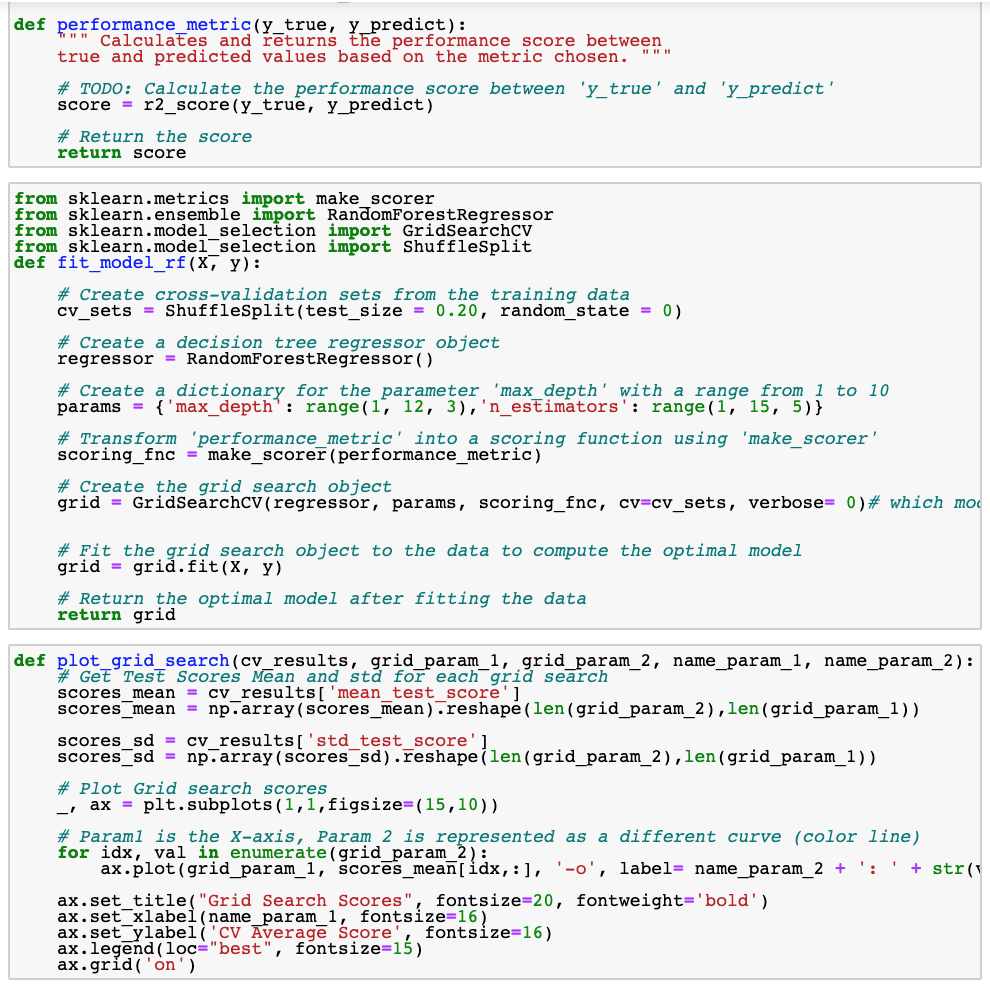 def performance_metric(y_true, y_predict):
    """ Calculates and returns the performance score between
    true and predicted values based on the metric chosen. """
    # TODO: Calculate the performance score between 'y_true' and 'y_predict'
    score = r2_score(y_true, y_predict)
    # Return the score
    return score
from sklearn.metrics import make_scorer
from sklearn.ensemble import RandomForestRegressor
from sklearn.model_selection import GridSearchCV
from sklearn.model_selection import ShuffleSplit
def fit_model_rf(X, y):
    # Create cross-validation sets from the training data
    cv_sets = ShuffleSplit(test_size = 0.20, random_state = 0)
    # Create a decision tree regressor object
    regressor = RandomForestRegressor()
    # Create a dictionary for the parameter 'max_depth' with a range from 1 to 10
    params = {'max_depth': range(1, 12, 3),'n_estimators': range(1, 15, 5)}
    # Transform 'performance_metric' into a scoring function using 'make_scorer'
    scoring_fnc = make_scorer(performance_metric)
    # Create the grid search object
    grid = GridSearchCV(regressor, params, scoring_fnc, cv=cv_sets, verbose= 0)# which
    # Fit the grid search object to the data to compute the optimal model
    grid = grid.fit(X, y)
    # Return the optimal model after fitting the data
    return grid
def plot_grid_search(cv_results, grid_param_1, grid_param_2, name_param_1, name_param_2):
    # Get Test Scores Mean and std for each grid search
    scores_mean = cv_results['mean_test_score']
    scores_mean = np.array(scores_mean).reshape(len(grid_param_2),len(grid_param_1))
    scores_sd = cv_results['std_test_score']
    scores_sd = np.array(scores_sd).reshape(len(grid_param_2),len(grid_param_1))
    # Plot Grid search scores
    _, ax = plt.subplots(1,1,figsize=(15,10))
    # Param1 is the X-axis, Param 2 is represented as a different curve (color line)
    for idx, val in enumerate(grid_param_2):
        ax.plot(grid_param_1, scores_mean[idx,:], '-o', label= name_param_2 + ': ' + str(
    ax.set_title("Grid Search Scores", fontsize=20, fontweight='bold')
    ax.set_xlabel(name_param_1, fontsize=16)
    ax.set_ylabel('CV Average Score', fontsize=16)
    ax.legend(loc="best", fontsize=15)
    ax.grid('on')